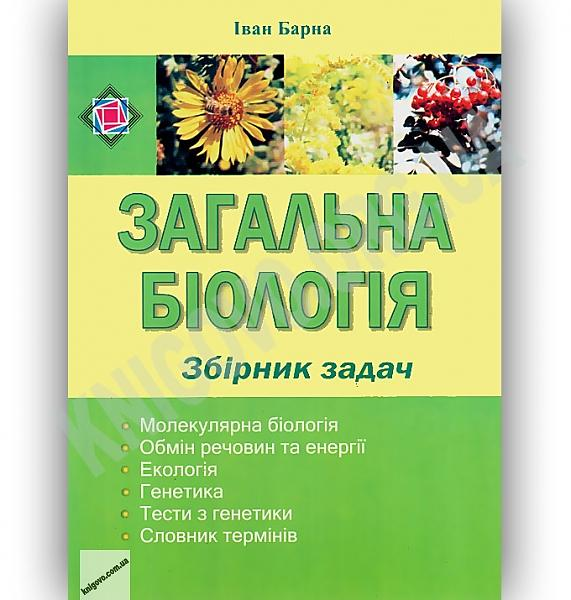 Іван Барна
ЗАГАЛЬНА
БІОЛОГІЯ
Збірник задач
Молекулярна біологія
Обмін речовин та енергії
Екологія
Генетика
Тести з генетики
Словник термінів
knigovo.com.ua